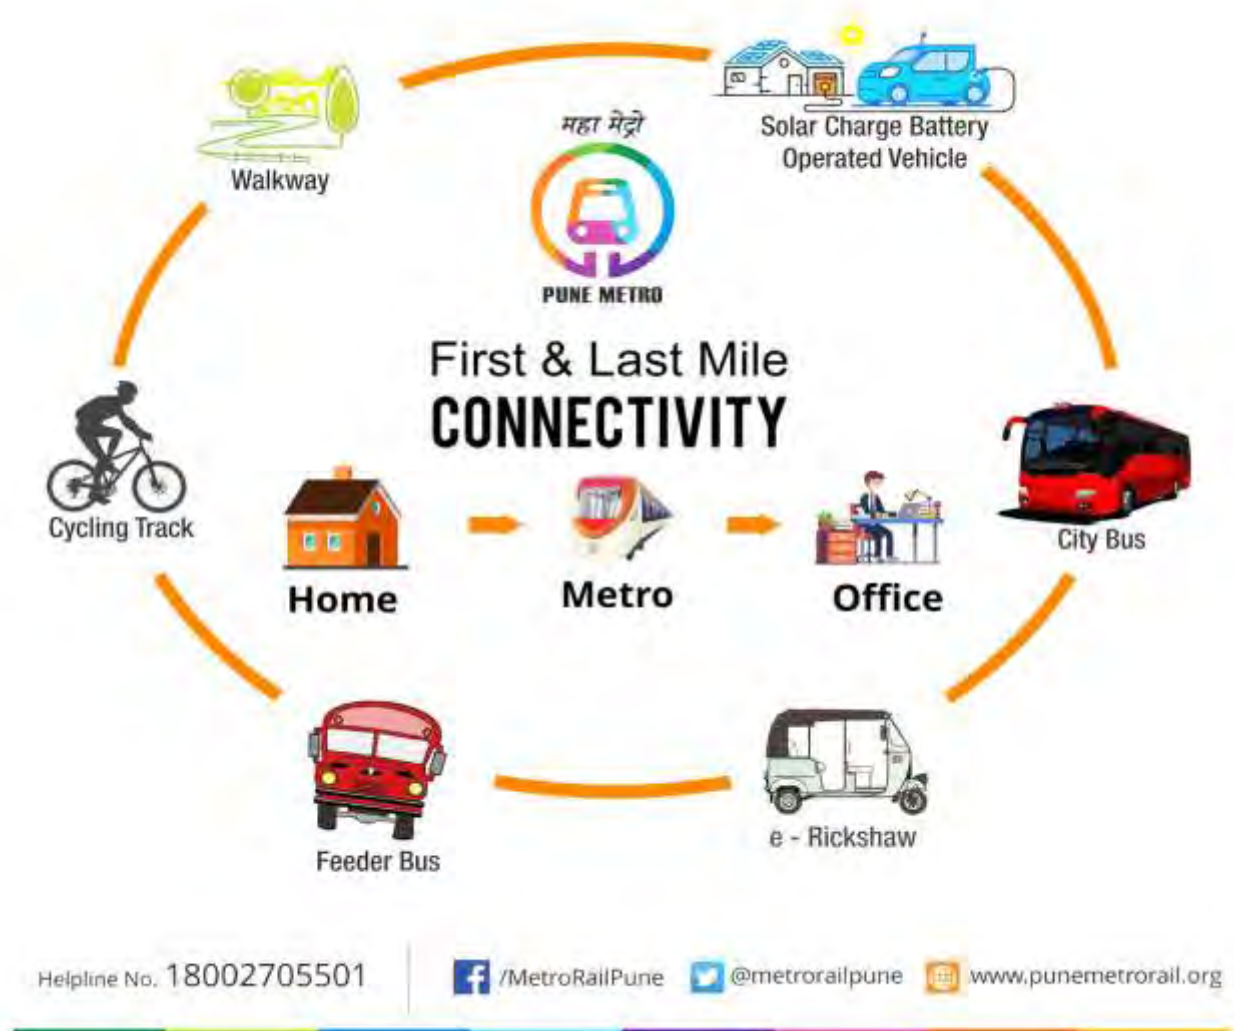 महा मेट्रो
PUNE METRO
First & Last Mile
CONNECTIVITY
Walkway
Solar Charge Battery
Operated Vehicle
Cycling Track
City Bus
Home
Metro
Office
Feeder Bus
e - Rickshaw
Helpline No. 18002705501
/MetroRailPune
@metrorailpune
www.punemetrorail.org